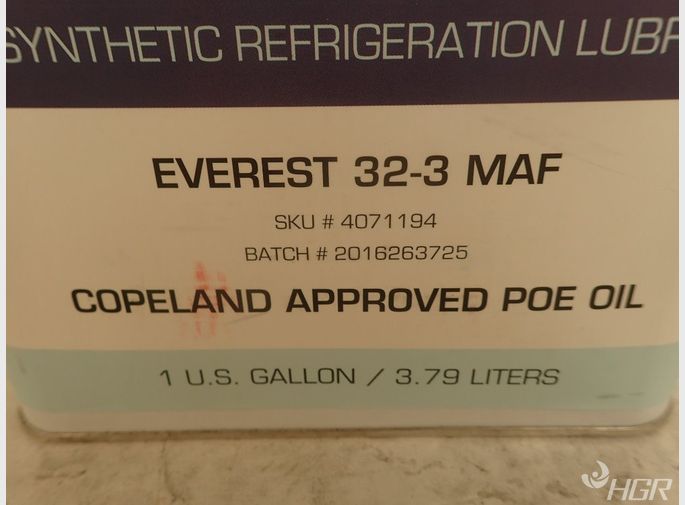 SYNTHETIC REFRIGERATION
EVEREST 32-3 MAF
SKU # 4071194
BATCH # 2016263725
COPELAND APPROVED POE OIL
1 U.S. GALLON / 3.79 LITERS
HGR